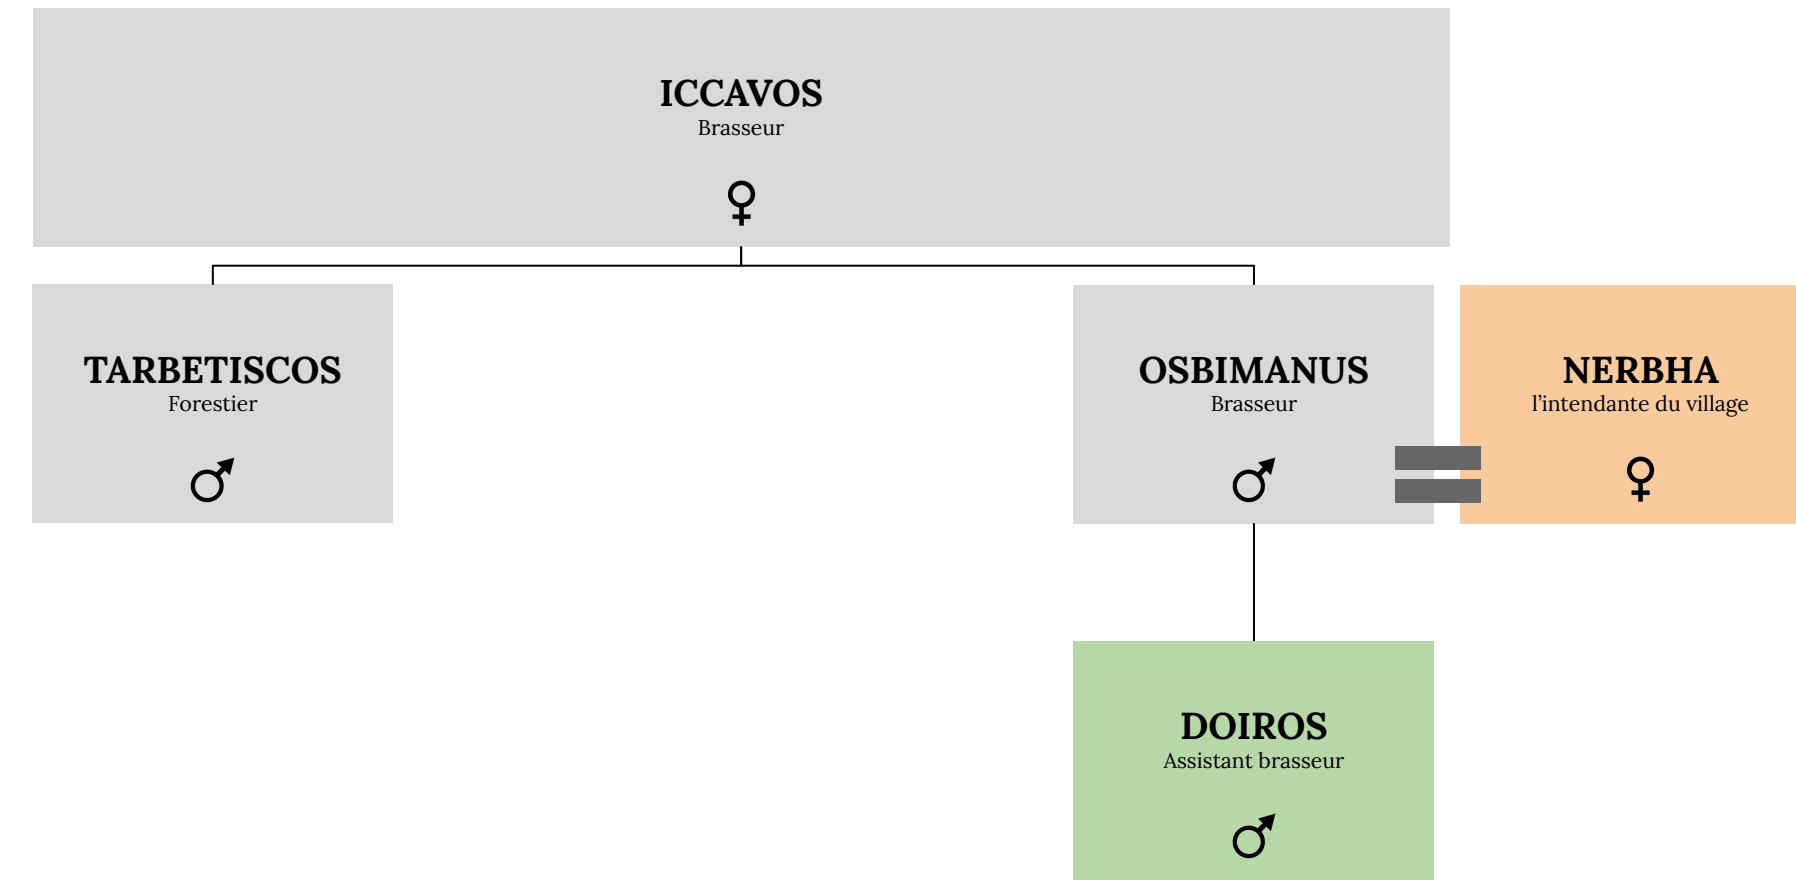 ICCAVOS
Brasseur
♀
TARBETISCOS
Forestier
♂
OSBIMANUS
Brasseur
♂
NERBHA
l’intendante du village
♀
DOIROS
Assistant brasseur
♂